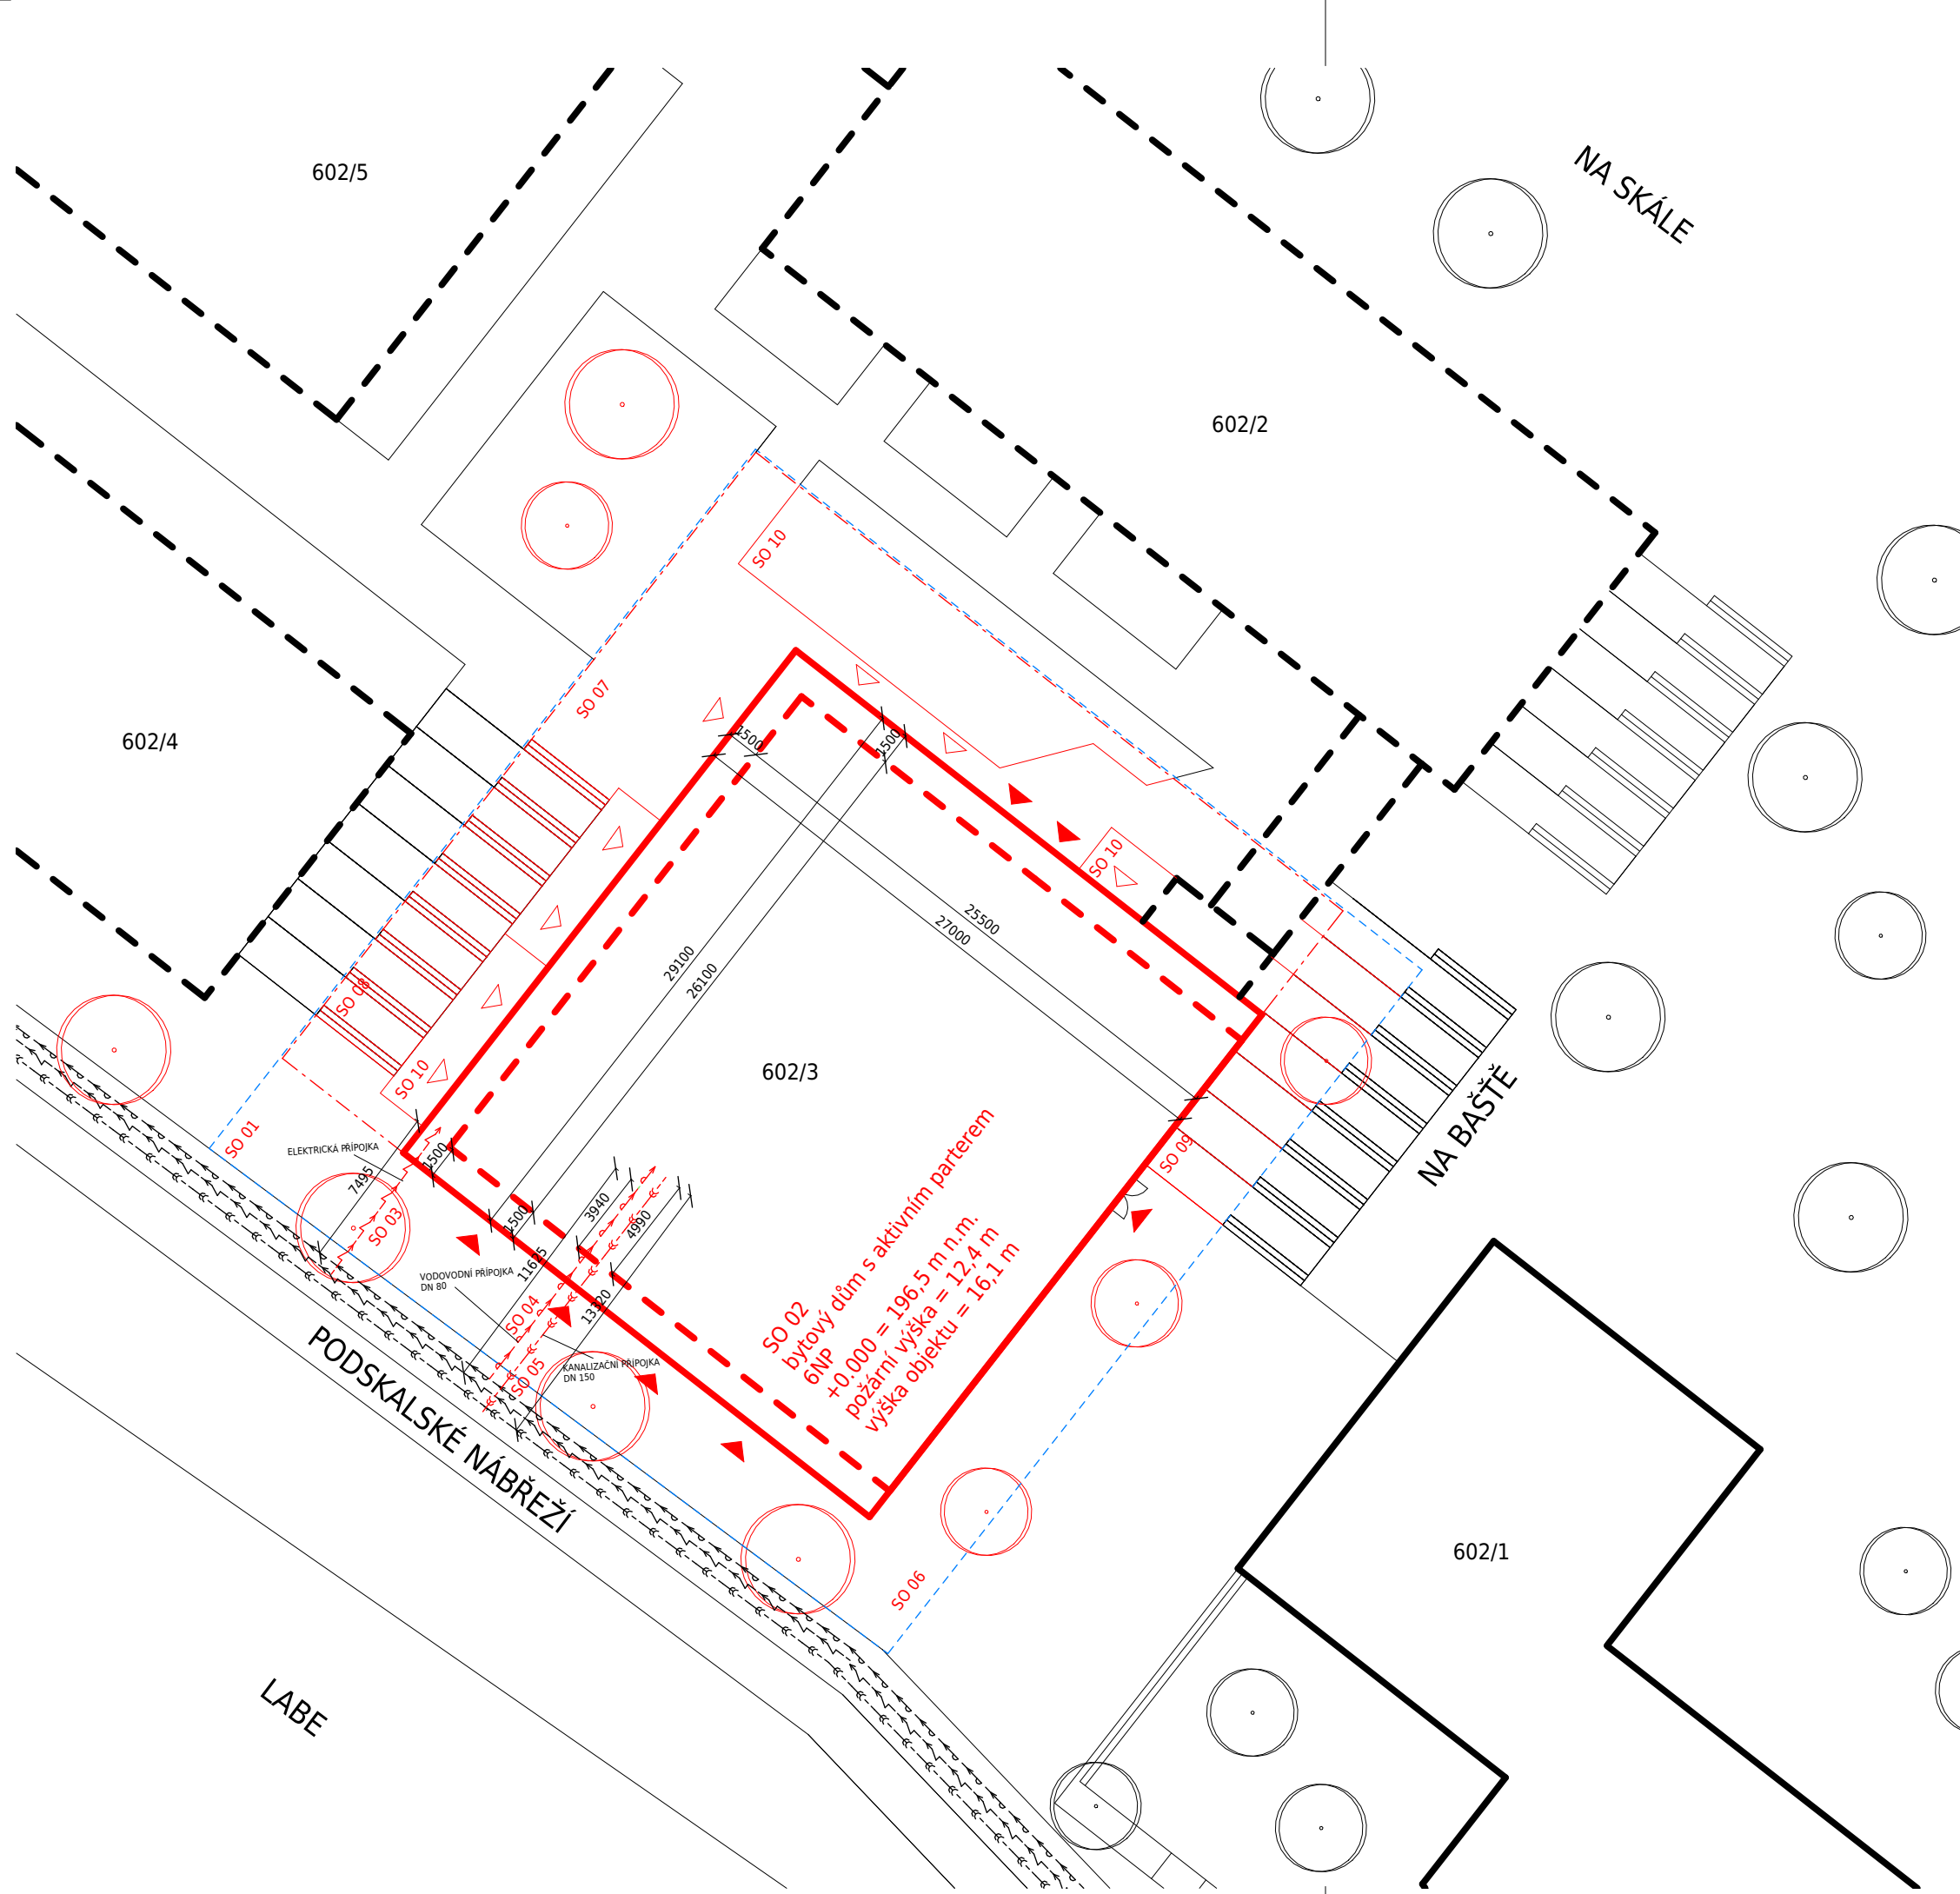 602/5
NA SKÁLE
602/2
SO 10
SO 07
602/4
1500
1500
SO 10
25500
27000
29100
26100
SO 08
SO 10
602/3
NA BAŠTĚ
SO 01
ELEKTRICKÁ PŘÍPOJKA
1500
7495
SO 09
SO 03
1500
3940
4990
11625
VODOVODNÍ PŘÍPOJKA
DN 80
SO 04
13120
SO 05
KANALIZAČNÍ PŘÍPOJKA
DN 150
SO 02
bytový dům s aktivním parterem
6NP
+0.000 = 196,5 m n.m.
požární výška = 12,4 m
výška objektu = 16,1 m
PODSKALSKÉ NÁBŘEŽÍ
SO 06
602/1
LABE